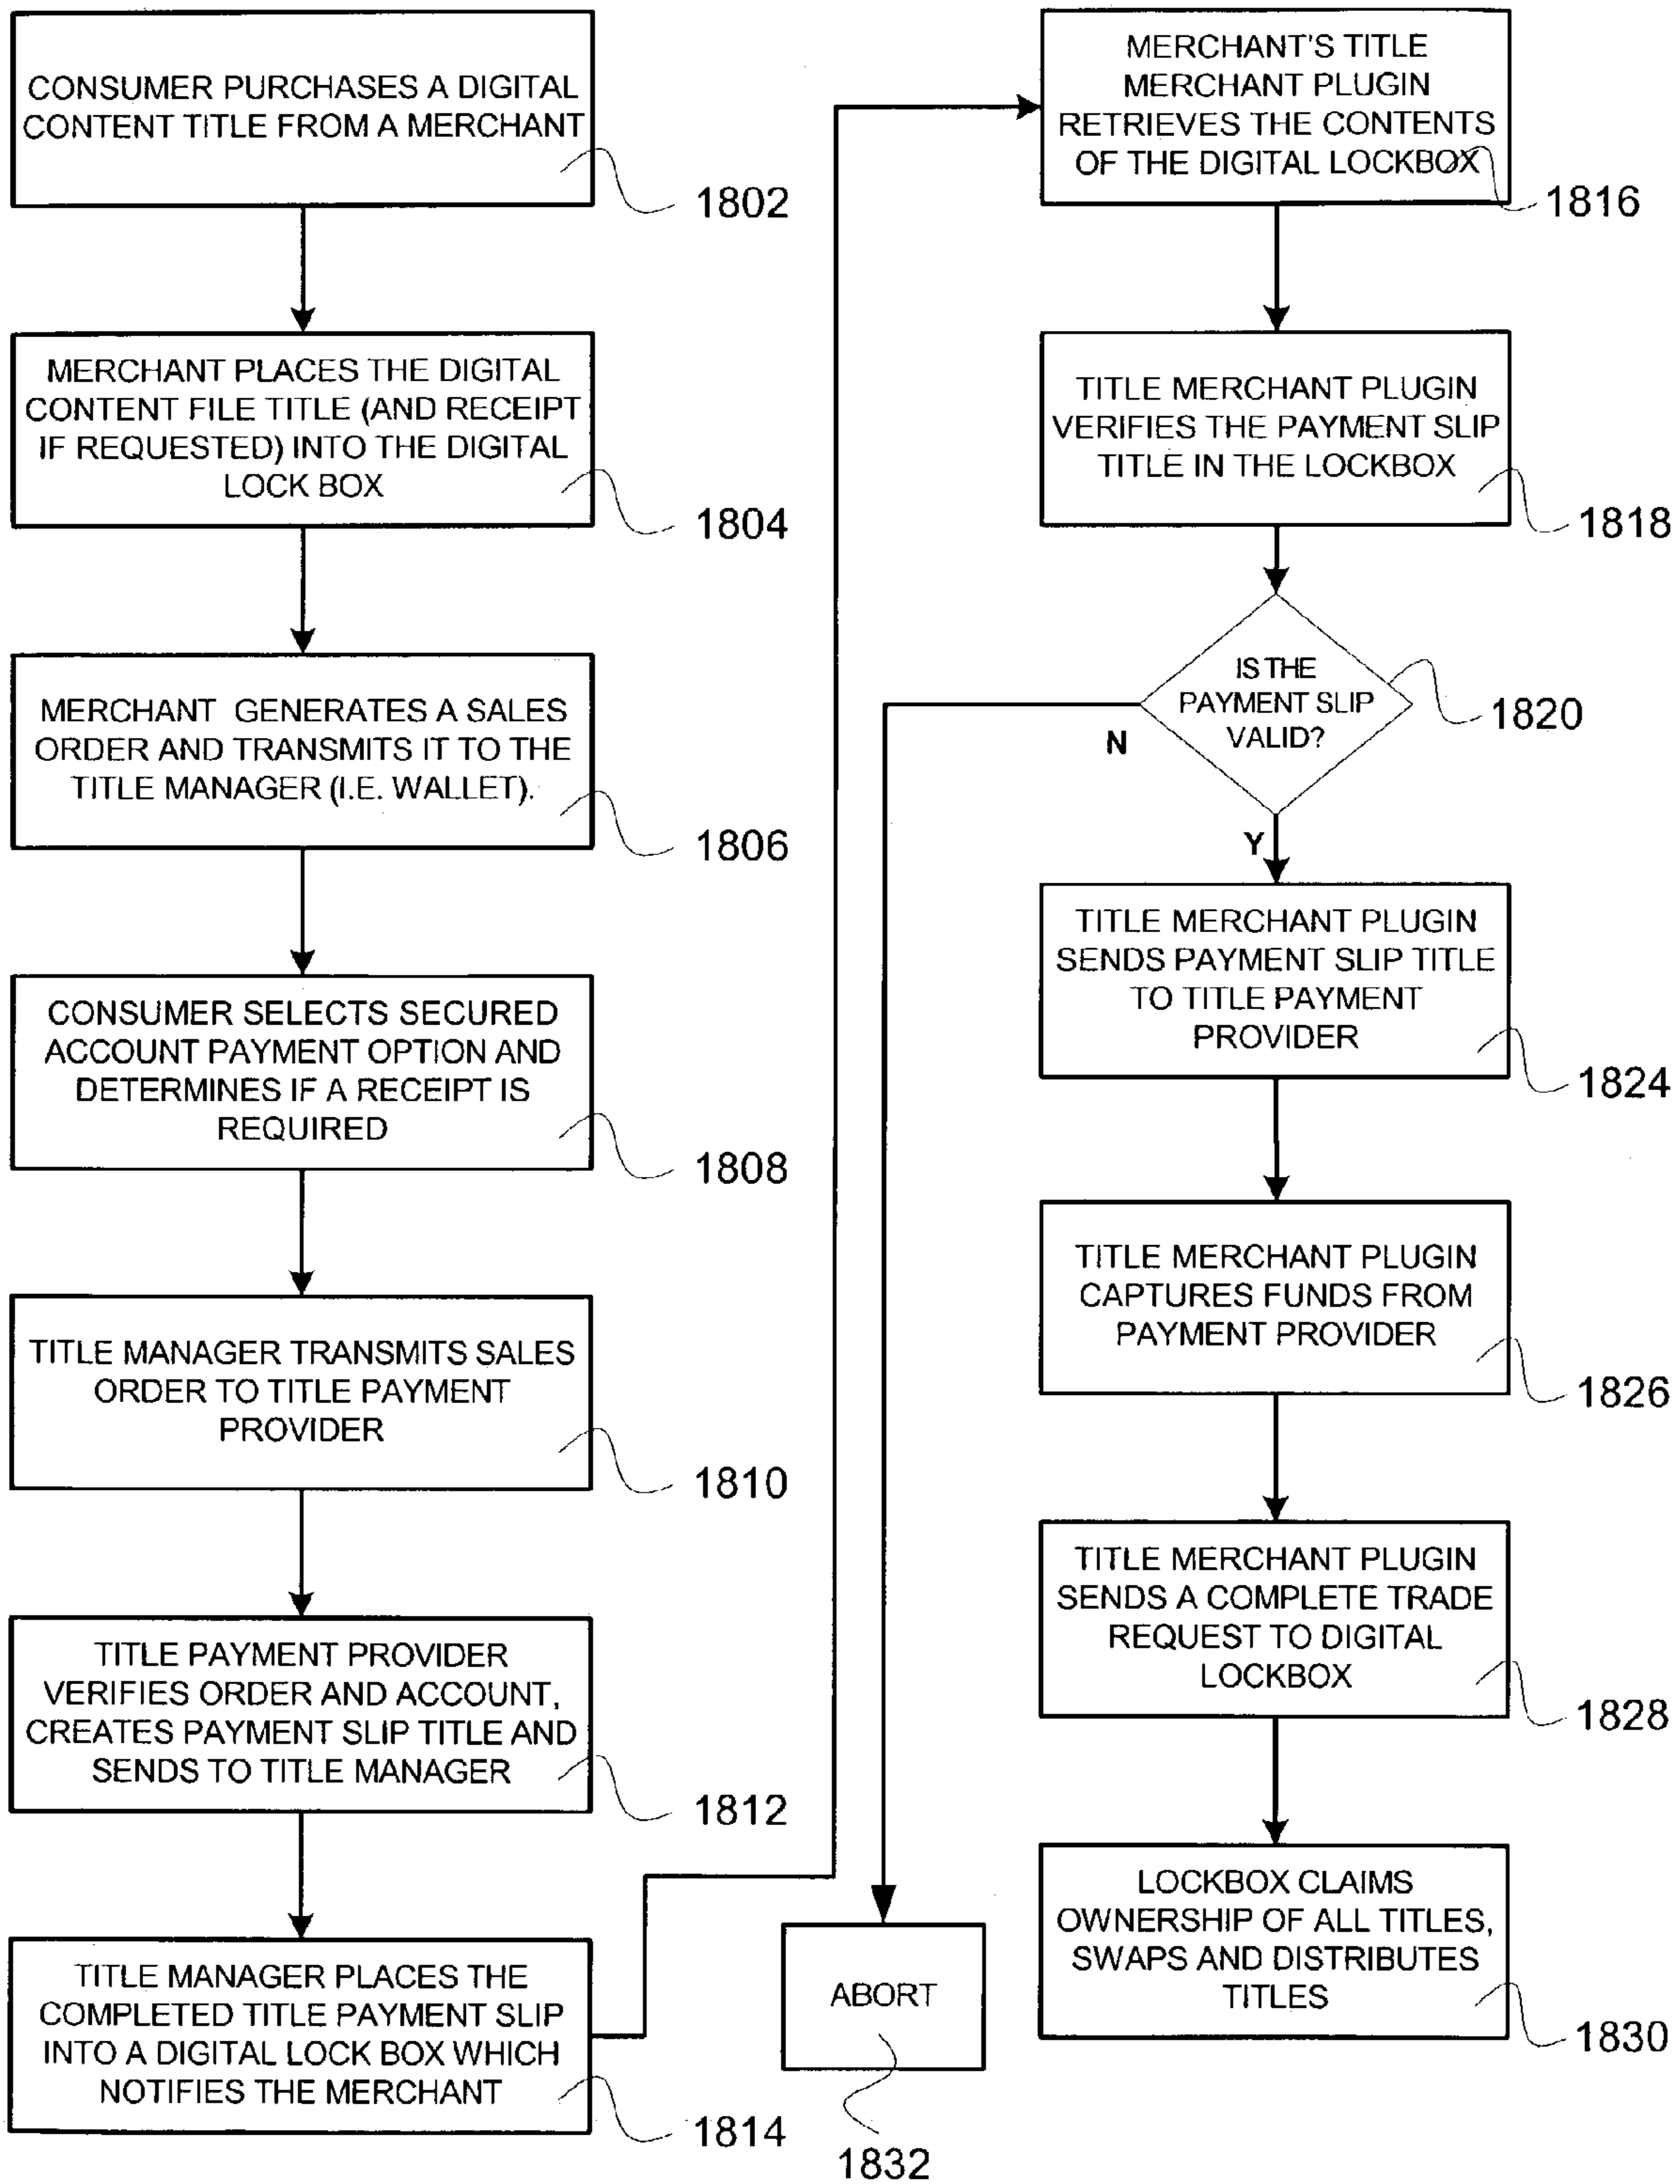 CONSUMER PURCHASES A DIGITAL
CONTENT TITLE FROM A MERCHANT
1802
MERCHANT PLACES THE DIGITAL
CONTENT FILE TITLE (AND RECEIPT
IF REQUESTED) INTO THE DIGITAL
LOCK BOX
1804
MERCHANT GENERATES A SALES
ORDER AND TRANSMITS IT TO THE
TITLE MANAGER (I.E. WALLET).
1806
CONSUMER SELECTS SECURED
ACCOUNT PAYMENT OPTION AND
DETERMINES IF A RECEIPT IS
REQUIRED
1808
TITLE MANAGER TRANSMITS SALES
ORDER TO TITLE PAYMENT
PROVIDER
1810
TITLE PAYMENT PROVIDER
VERIFIES ORDER AND ACCOUNT,
CREATES PAYMENT SLIP TITLE AND
SENDS TO TITLE MANAGER
1812
TITLE MANAGER PLACES THE
COMPLETED TITLE PAYMENT SLIP
INTO A DIGITAL LOCK BOX WHICH
NOTIFIES THE MERCHANT
1814
MERCHANT'S TITLE
MERCHANT PLUGIN
RETRIEVES THE CONTENTS
OF THE DIGITAL LOCKBOX
1816
TITLE MERCHANT PLUGIN
VERIFIES THE PAYMENT SLIP
TITLE IN THE LOCKBOX
1818
IS THE
PAYMENT SLIP
VALID?
1820
N
Y
TITLE MERCHANT PLUGIN
SENDS PAYMENT SLIP TITLE
TO TITLE PAYMENT
PROVIDER
1824
TITLE MERCHANT PLUGIN
CAPTURES FUNDS FROM
PAYMENT PROVIDER
1826
TITLE MERCHANT PLUGIN
SENDS A COMPLETE TRADE
REQUEST TO DIGITAL
LOCKBOX
1828
LOCKBOX CLAIMS
OWNERSHIP OF ALL TITLES,
SWAPS AND DISTRIBUTES
TITLES
1830
ABORT
1832